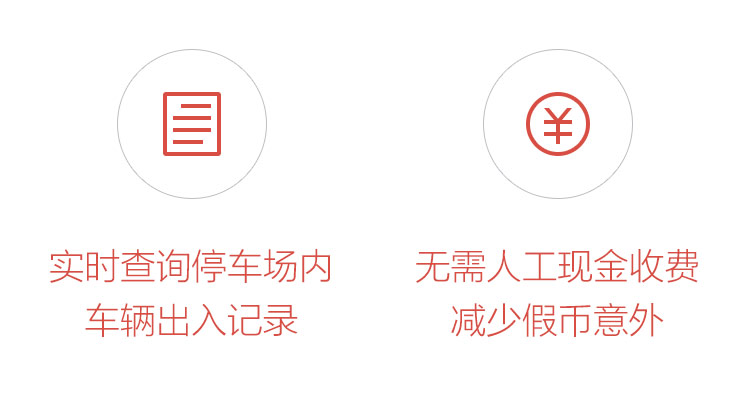 实时查询停车场内
车辆出入记录
无需人工现金收费
减少假币意外